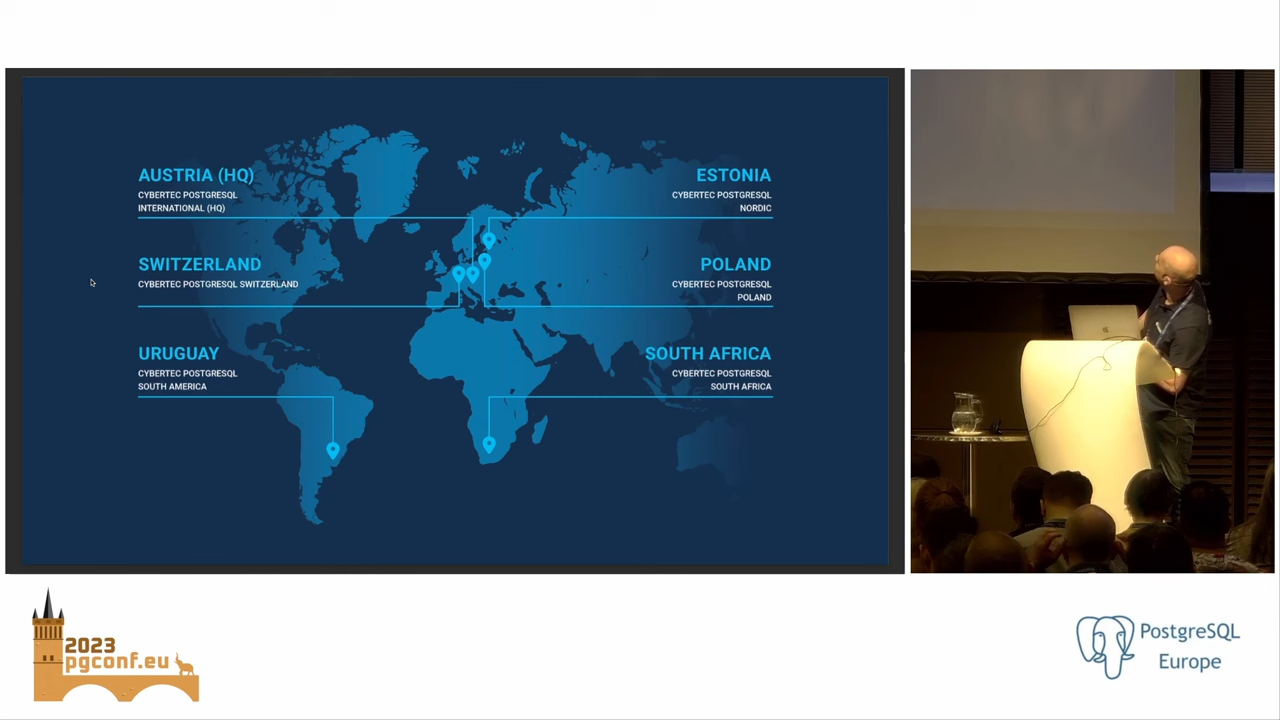 AUSTRIA (HQ)
CYBERTEC POSTGRESQL
INTERNATIONAL (HQ)
SWITZERLAND
CYBERTEC POSTGRESQL SWITZERLAND
URUGUAY
CYBERTEC POSTGRESQL
SOUTH AMERICA
ESTONIA
CYBERTEC POSTGRESQL
NORDIC
POLAND
CYBERTEC POSTGRESQL
POLAND
SOUTH AFRICA
CYBERTEC POSTGRESQL
SOUTH AFRICA
2023
pgconf.eu
PostgreSQL
Europe